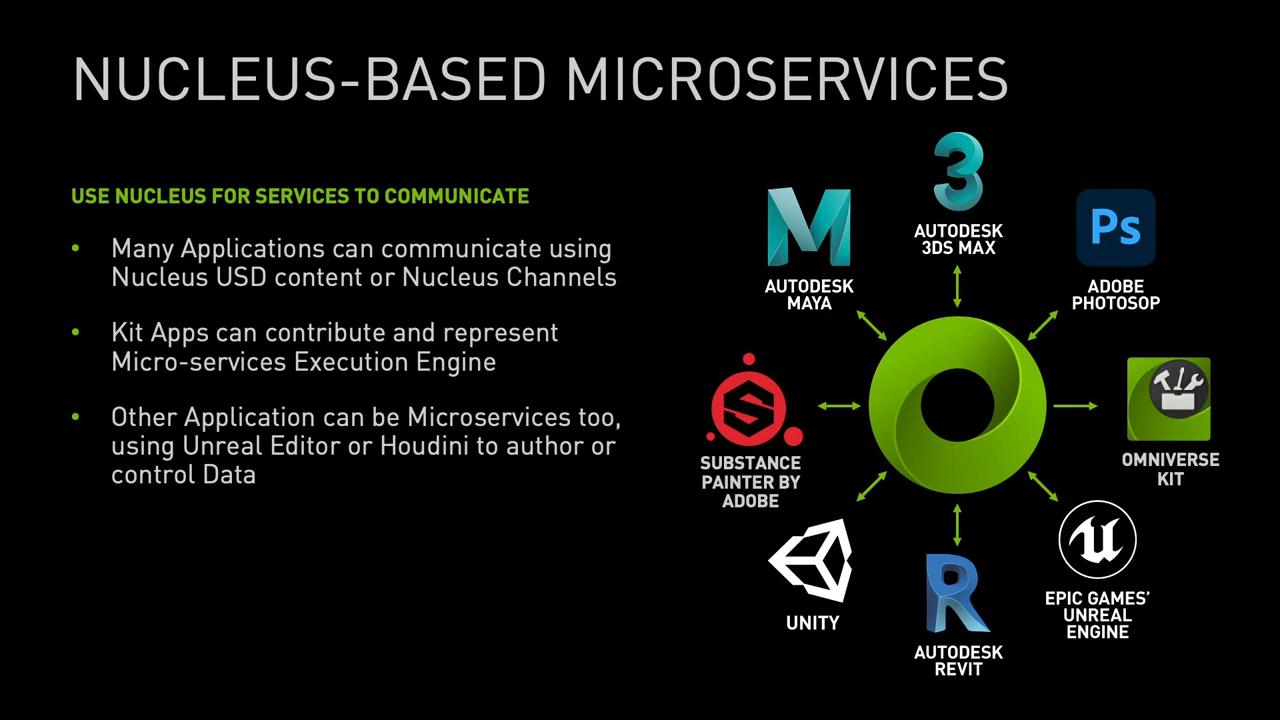 NUCLEUS-BASED MICROSERVICES
USE NUCLEUS FOR SERVICES TO COMMUNICATE
• Many Applications can communicate using
Nucleus USD content or Nucleus Channels
• Kit Apps can contribute and represent
Micro-services Execution Engine
• Other Application can be Microservices too,
using Unreal Editor or Houdini to author or
control Data
3
AUTODESK
3DS MAX
M
AUTODESK
MAYA
Ps
ADOBE
PHOTOSOP
S
SUBSTANCE
PAINTER BY
ADOBE
OMNIVERSE
KIT
UNITY
R
AUTODESK
REVIT
U
EPIC GAMES’
UNREAL
ENGINE